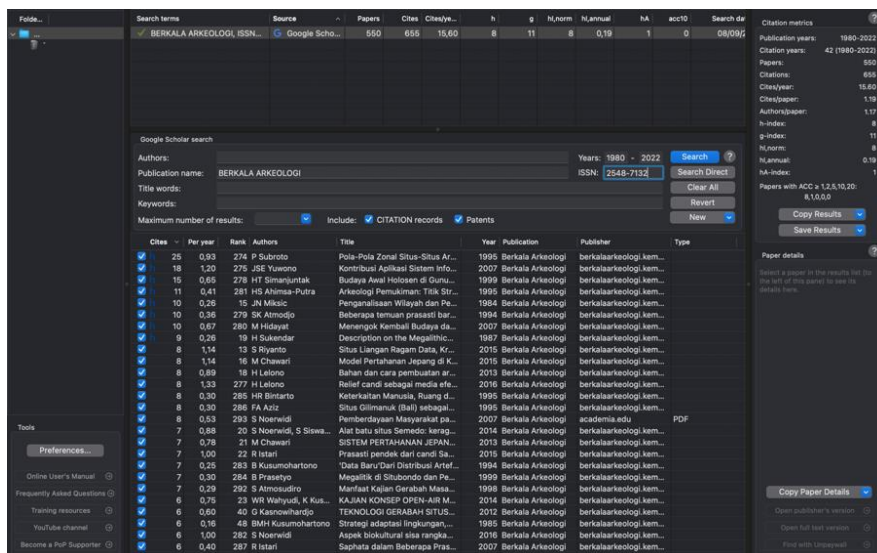 Folde...
Search terms Source Papers Cites Cites/ye... h g hI,norm hI,annual hA acc10 Search da
...
BERKALA ARKEOLOGI, ISSN... Google Scho... 550 655 15,60 8 11 8 0,19 1 0 08/09/2
Google Scholar search
Authors: Years: 1980 - 2022 Search ?
Publication name: BERKALA ARKEOLOGI ISSN: 2548-7132 Search Direct
Title words: Clear All
Keywords: Revert
Maximum number of results: Include: CITATION records Patents New
Cites Per year Rank Authors Title Year Publication Publisher Type
h 25 0,93 274 P Subroto Pola-Pola Zonal Situs-Situs Ar... 1995 Berkala Arkeologi berkalaarkeologi.kem...
h 18 1,20 275 JSE Yuwono Kontribusi Aplikasi Sistem Info... 2007 Berkala Arkeologi berkalaarkeologi.kem...
h 15 0,65 278 HT Simanjuntak Budaya Awal Holosen di Gunu... 1999 Berkala Arkeologi berkalaarkeologi.kem...
h 11 0,41 281 HS Ahimsa-Putra Arkeologi Pemukiman: Titik Str... 1995 Berkala Arkeologi berkalaarkeologi.kem...
h 10 0,26 15 JN Miksic Penganalisaan Wilayah dan Pe... 1984 Berkala Arkeologi berkalaarkeologi.kem...
h 10 0,36 279 SK Atmodjo Beberapa temuan prasasti bar... 1994 Berkala Arkeologi berkalaarkeologi.kem...
h 10 0,67 280 M Hidayat Menengok Kembali Budaya da... 2007 Berkala Arkeologi berkalaarkeologi.kem...
h 9 0,26 19 H Sukendar Description on the Megalithic... 1987 Berkala Arkeologi berkalaarkeologi.kem...
8 1,14 13 S Riyanto Situs Liangan Ragam Data, Kr... 2015 Berkala Arkeologi berkalaarkeologi.kem...
8 1,14 16 M Chawari Model Pertahanan Jepang di K... 2015 Berkala Arkeologi berkalaarkeologi.kem...
8 0,89 18 H Lelono Bahan dan cara pembuatan ar... 2013 Berkala Arkeologi berkalaarkeologi.kem...
8 1,33 277 H Lelono Relief candi sebagai media efe... 2016 Berkala Arkeologi berkalaarkeologi.kem...
8 0,30 285 HR Bintarto Keterkaitan Manusia, Ruang d... 1995 Berkala Arkeologi berkalaarkeologi.kem...
8 0,30 286 FA Aziz Situs Gilimanuk (Bali) sebagai... 1995 Berkala Arkeologi berkalaarkeologi.kem...
8 0,53 293 S Noerwidi Pemberdayaan Masyarakat pa... 2007 Berkala Arkeologi academia.edu PDF
7 0,88 20 S Noerwidi, S Siswa... Alat batu situs Semedo: kerag... 2014 Berkala Arkeologi berkalaarkeologi.kem...
7 0,78 21 M Chawari SISTEM PERTAHANAN JEPAN... 2013 Berkala Arkeologi berkalaarkeologi.kem...
7 1,00 22 R Istari Prasasti pendek dari candi Sa... 2015 Berkala Arkeologi berkalaarkeologi.kem...
7 0,25 283 B Kusumohartono 'Data Baru'Dari Distribusi Artef... 1994 Berkala Arkeologi berkalaarkeologi.kem...
7 0,30 284 B Prasetyo Megalitik di Situbondo dan Pe... 1999 Berkala Arkeologi berkalaarkeologi.kem...
7 0,29 292 S Atmosudiro Manfaat Kajian Gerabah Masa... 1998 Berkala Arkeologi berkalaarkeologi.kem...
6 0,75 23 WR Wahyudi, K Kus... KAJIAN KONSEP OPEN-AIR M... 2014 Berkala Arkeologi berkalaarkeologi.kem...
6 0,60 40 G Kasnowihardjo TEKNOLOGI GERABAH SITUS... 2012 Berkala Arkeologi berkalaarkeologi.kem...
6 0,16 48 BMH Kusumohartono Strategi adaptasi lingkungan,... 1985 Berkala Arkeologi berkalaarkeologi.kem...
6 1,00 282 S Noerwidi Aspek biokultural sisa rangka... 2016 Berkala Arkeologi berkalaarkeologi.kem...
6 0,40 287 R Istari Saphata dalam Beberapa Pras... 2007 Berkala Arkeologi berkalaarkeologi.kem...
Tools
Preferences...
Online User's Manual
Frequently Asked Questions
Training resources
YouTube channel
Become a PoP Supporter
Citation metrics ?
Publication years: 1980-2022
Citation years: 42 (1980-2022)
Papers: 550
Citations: 655
Cites/year: 15.60
Cites/paper: 1.19
Authors/paper: 1.17
h-index: 8
g-index: 11
hI,norm: 8
hI,annual: 0.19
hA-index: 1
Papers with ACC ≥ 1,2,5,10,20:
8,1,0,0,0
Copy Results
Save Results
Paper details ?
Select a paper in the results list (to
the left of this panel) to see its
details here.
Copy Paper Details
Open publisher's version
Open full text version
Find with Unpaywall